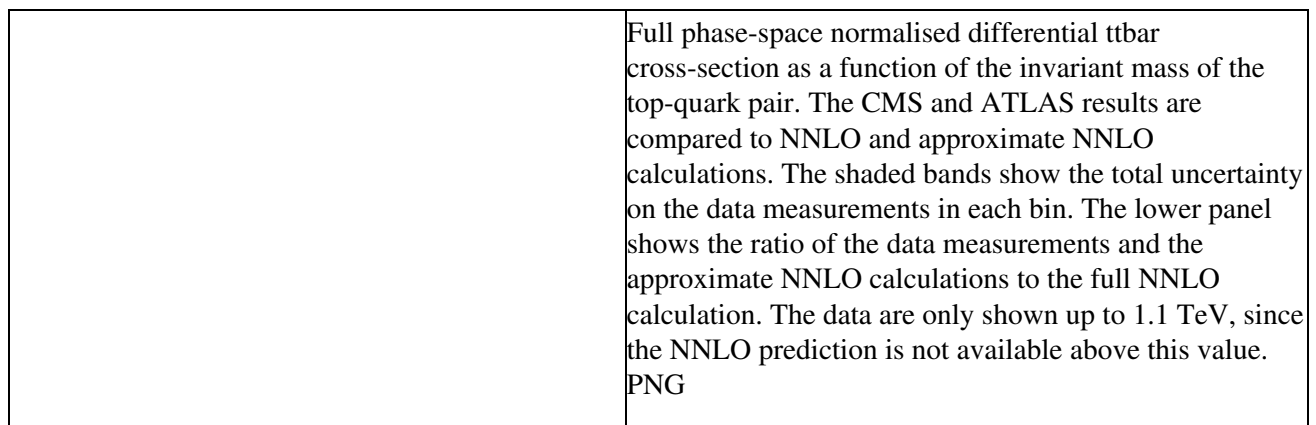 Full phase-space normalised differential ttbar
cross-section as a function of the invariant mass of the
top-quark pair. The CMS and ATLAS results are
compared to NNLO and approximate NNLO
calculations. The shaded bands show the total uncertainty
on the data measurements in each bin. The lower panel
shows the ratio of the data measurements and the
approximate NNLO calculations to the full NNLO
calculation. The data are only shown up to 1.1 TeV, since
the NNLO prediction is not available above this value.
PNG